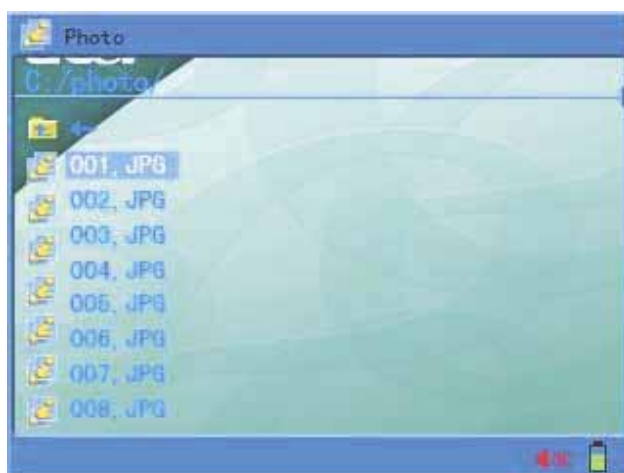 Photo
C:/photo/
001, JPG
002, JPG
003, JPG
004, JPG
005, JPG
006, JPG
007, JPG
008, JPG